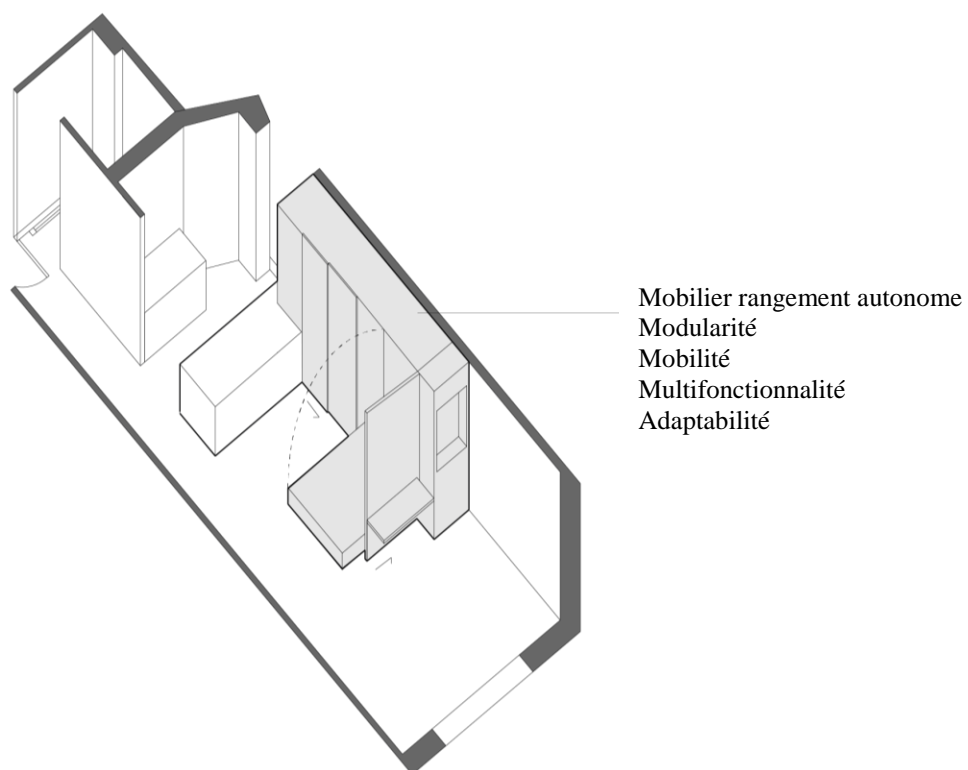 Mobilier rangement autonome
Modularité
Mobilité
Multifonctionnalité
Adaptabilité